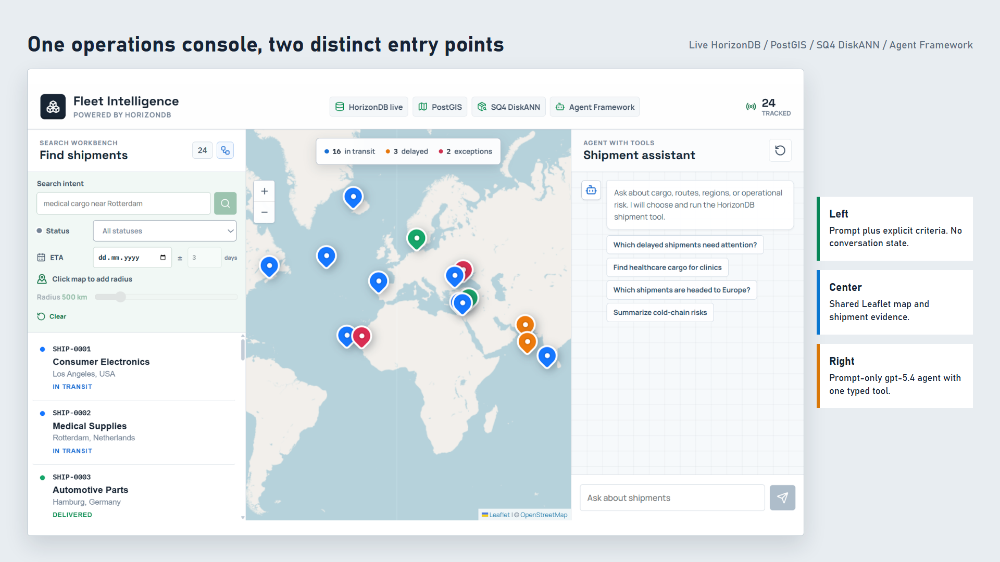 One operations console, two distinct entry points
Live HorizonDB / PostGIS / SQ4 DiskANN / Agent Framework
Fleet Intelligence
POWERED BY HORIZONDB
HorizonDB live
PostGIS
SQ4 DiskANN
Agent Framework
24
TRACKED
SEARCH WORKBENCH
Find shipments
24
Search intent
medical cargo near Rotterdam
Status
All statuses
ETA
dd.mm.yyyy
±
3
days
Click map to add radius
Radius 500 km
Clear
SHIP-0001
Consumer Electronics
Los Angeles, USA
IN TRANSIT
SHIP-0002
Medical Supplies
Rotterdam, Netherlands
IN TRANSIT
SHIP-0003
Automotive Parts
Hamburg, Germany
DELIVERED
16 in transit
3 delayed
2 exceptions
+
−
Leaflet | © OpenStreetMap
AGENT WITH TOOLS
Shipment assistant
Ask about cargo, routes, regions, or operational
risk. I will choose and run the HorizonDB
shipment tool.
Which delayed shipments need attention?
Find healthcare cargo for clinics
Which shipments are headed to Europe?
Summarize cold-chain risks
Ask about shipments
Left
Prompt plus explicit criteria. No
conversation state.
Center
Shared Leaflet map and
shipment evidence.
Right
Prompt-only gpt-5.4 agent with
one typed tool.